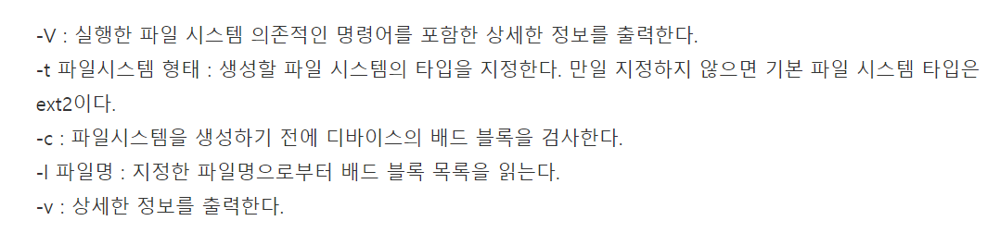 -V : 실행한 파일 시스템 의존적인 명령어를 포함한 상세한 정보를 출력한다.
-t 파일시스템 형태 : 생성할 파일 시스템의 타입을 지정한다. 만일 지정하지 않으면 기본 파일 시스템 타입은
ext2이다.
-c : 파일시스템을 생성하기 전에 디바이스의 배드 블록을 검사한다.
-l 파일명 : 지정한 파일명으로부터 배드 블록 목록을 읽는다.
-v : 상세한 정보를 출력한다.